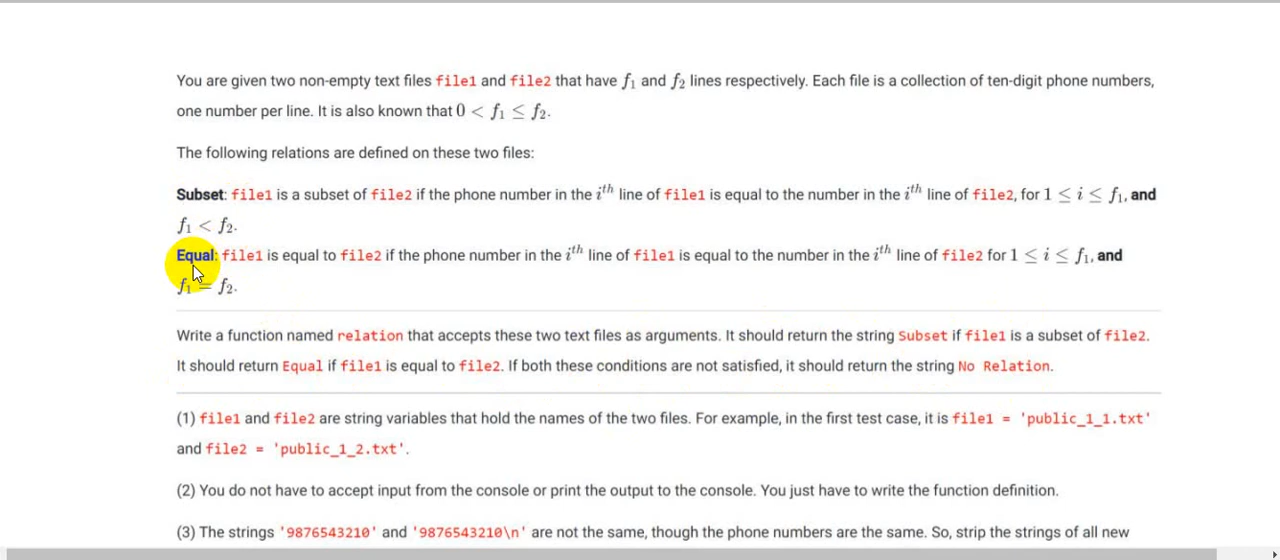 You are given two non-empty text files file1 and file2 that have f₁ and f₂ lines respectively. Each file is a collection of ten-digit phone numbers,
one number per line. It is also known that 0 < f₁ ≤ f₂.
The following relations are defined on these two files:
Subset: file1 is a subset of file2 if the phone number in the iᵗʰ line of file1 is equal to the number in the iᵗʰ line of file2, for 1 ≤ i ≤ f₁, and
f₁ < f₂.
Equal: file1 is equal to file2 if the phone number in the iᵗʰ line of file1 is equal to the number in the iᵗʰ line of file2 for 1 ≤ i ≤ f₁, and
f₁ = f₂.
Write a function named relation that accepts these two text files as arguments. It should return the string Subset if file1 is a subset of file2.
It should return Equal if file1 is equal to file2. If both these conditions are not satisfied, it should return the string No Relation.
(1) file1 and file2 are string variables that hold the names of the two files. For example, in the first test case, it is file1 = 'public_1_1.txt'
and file2 = 'public_1_2.txt'.
(2) You do not have to accept input from the console or print the output to the console. You just have to write the function definition.
(3) The strings '9876543210' and '9876543210\n' are not the same, though the phone numbers are the same. So, strip the strings of all new